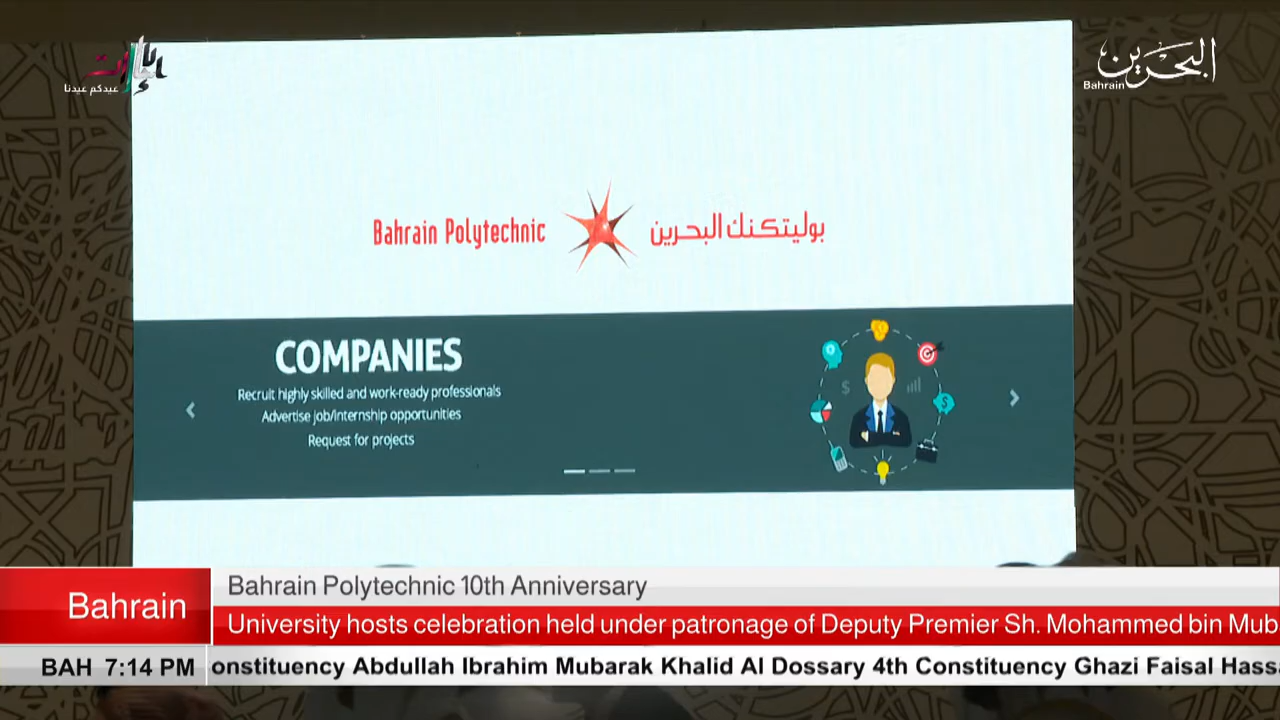 الإمارات
عيدكم عيدنا
البحرين
Bahrain
Bahrain Polytechnic
بوليتكنك البحرين
COMPANIES
Recruit highly skilled and work-ready professionals
Advertise job/internship opportunities
Request for projects
Bahrain
Bahrain Polytechnic 10th Anniversary
University hosts celebration held under patronage of Deputy Premier Sh. Mohammed bin Mub
BAH 7:14 PM
onstituency Abdullah Ibrahim Mubarak Khalid Al Dossary 4th Constituency Ghazi Faisal Hassa